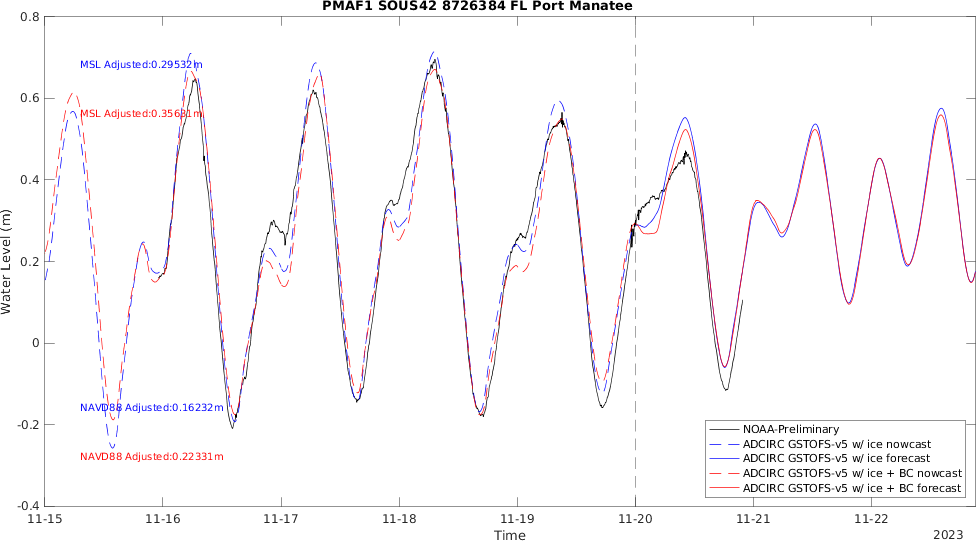 PMAF1 SOUS42 8726384 FL Port Manatee
0.8
0.6
0.4
0.2
0
-0.2
-0.4
Water Level (m)
MSL Adjusted:0.29532m
MSL Adjusted:0.35631m
NAVD88 Adjusted:0.16232m
NAVD88 Adjusted:0.22331m
NOAA-Preliminary
ADCIRC GSTOFS-v5 w/ ice nowcast
ADCIRC GSTOFS-v5 w/ ice forecast
ADCIRC GSTOFS-v5 w/ ice + BC nowcast
ADCIRC GSTOFS-v5 w/ ice + BC forecast
11-15 11-16 11-17 11-18 11-19 11-20 11-21 11-22
Time
2023